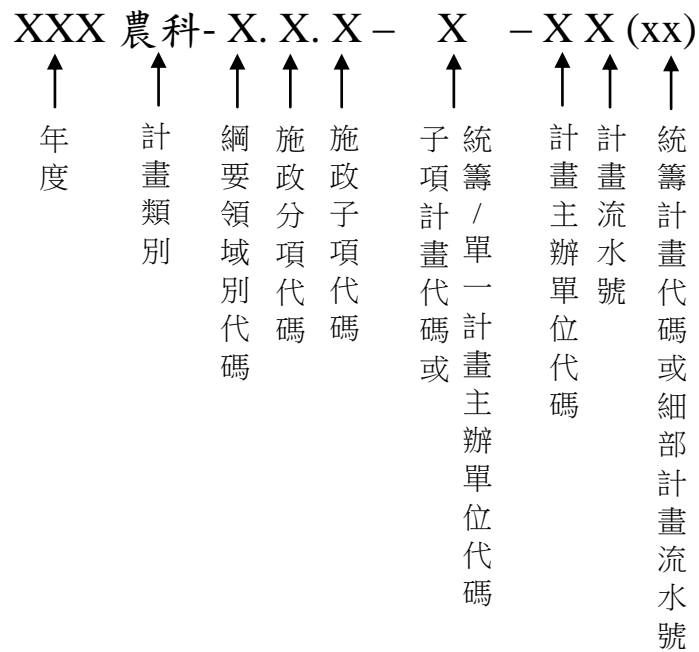 XXX 農科- X. X. X – X – X X (xx)
年度
計畫類別
綱要領域別代碼
施政分項代碼
施政子項代碼
子項計畫代碼或
統籌/單一計畫主辦單位代碼
計畫主辦單位代碼
計畫流水號
統籌計畫代碼或細部計畫流水號